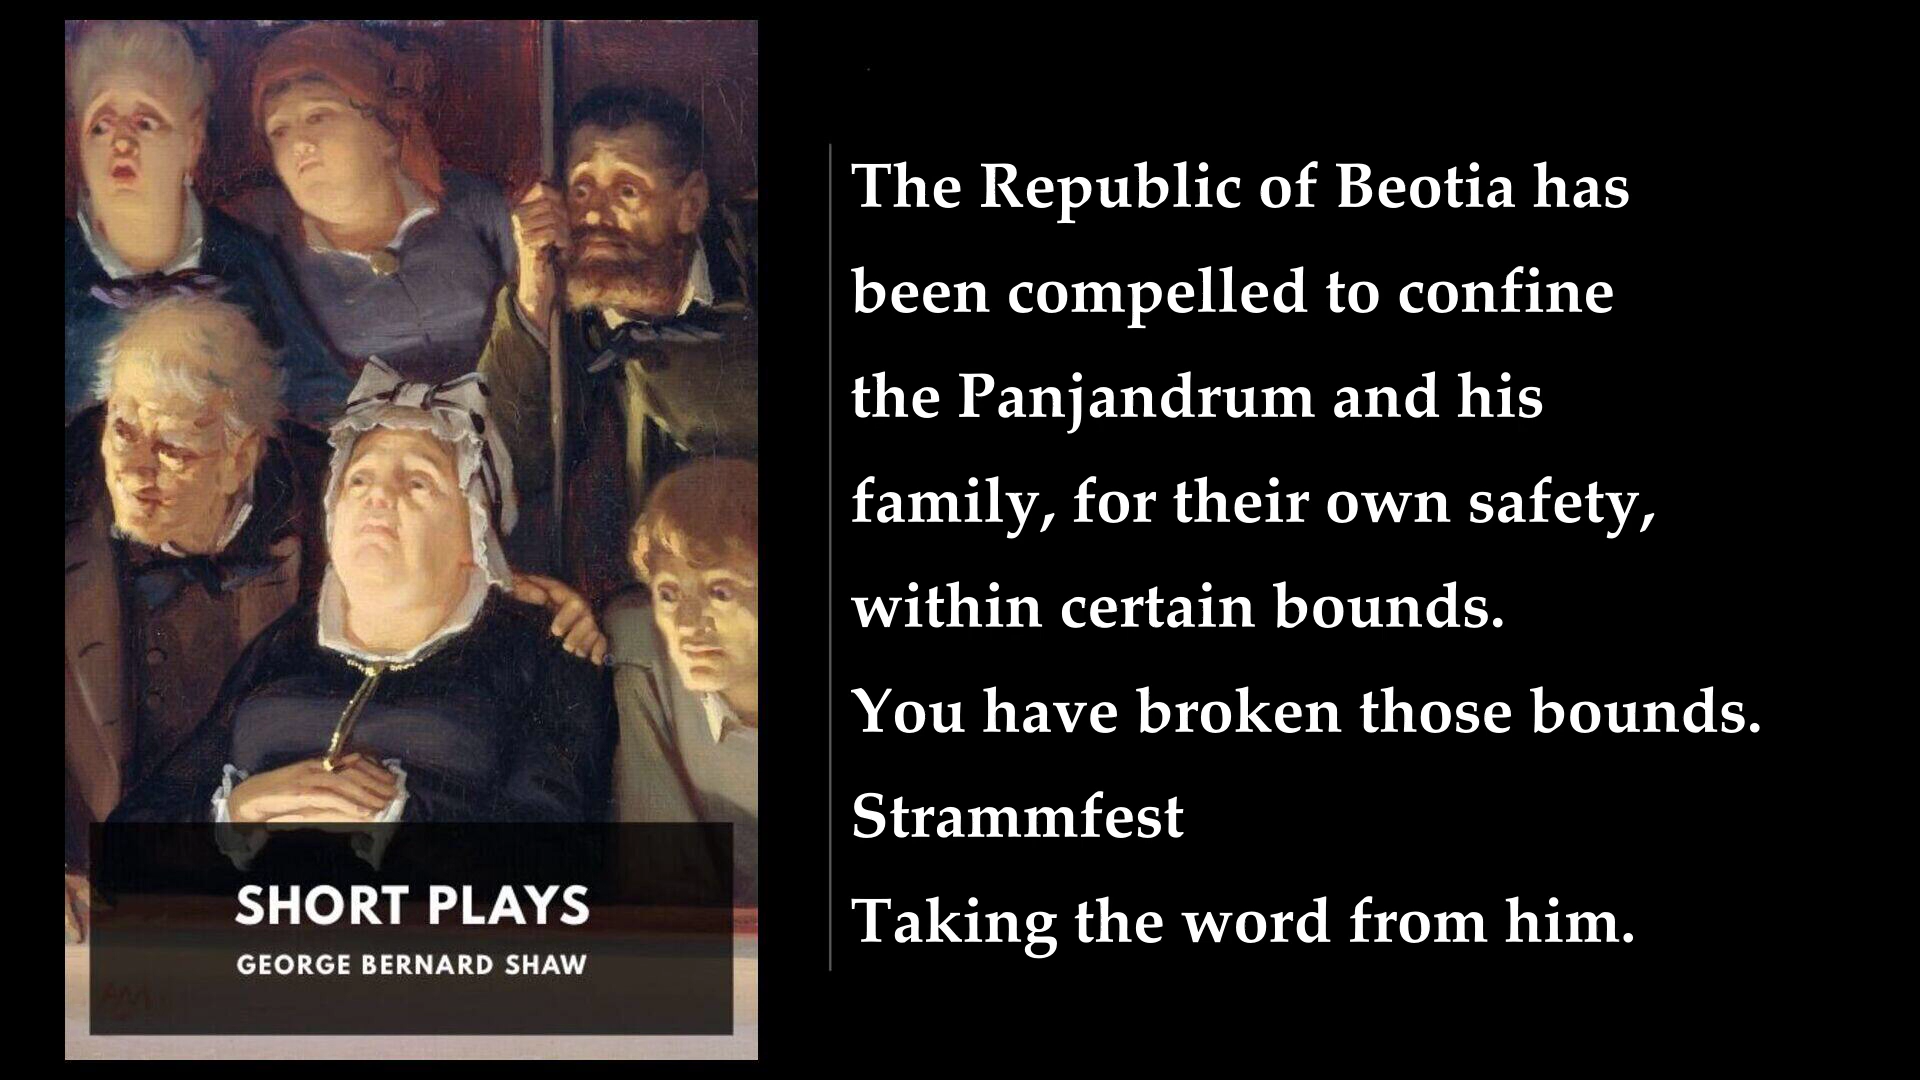 SHORT PLAYS
GEORGE BERNARD SHAW
The Republic of Beotia has
been compelled to confine
the Panjandrum and his
family, for their own safety,
within certain bounds.
You have broken those bounds.
Strammfest
Taking the word from him.